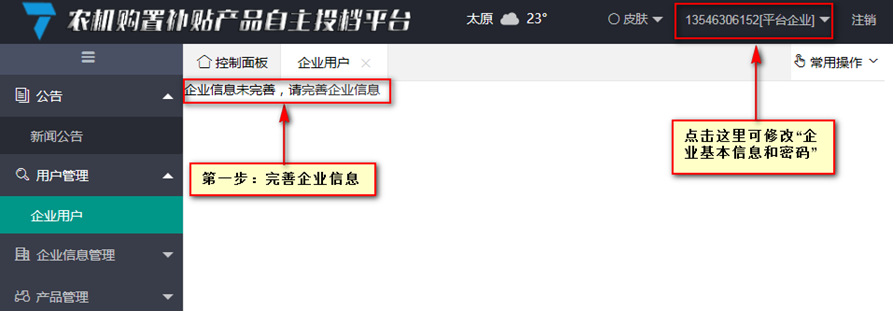 农机购置补贴产品自主投档平台
太原 23°
皮肤
13546306152[平台企业]
注销
控制面板
企业用户
常用操作
企业信息未完善，请完善企业信息
公告
新闻公告
用户管理
企业用户
企业信息管理
产品管理
第一步：完善企业信息
点击这里可修改“企
业基本信息和密码”